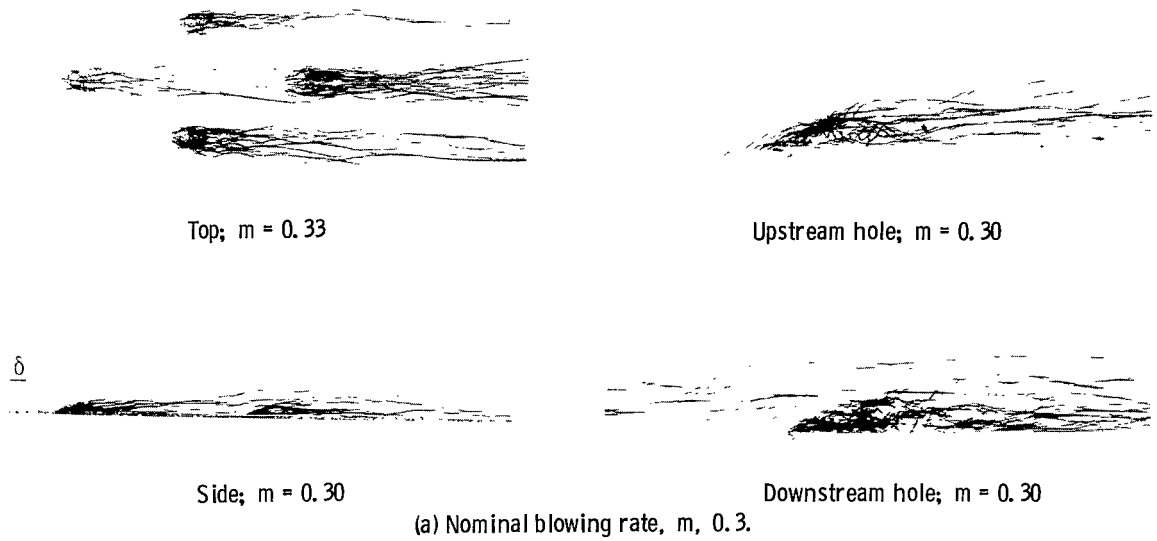 Top; m = 0.33
Upstream hole; m = 0.30
δ
Side; m = 0.30
Downstream hole; m = 0.30
(a) Nominal blowing rate, m, 0.3.